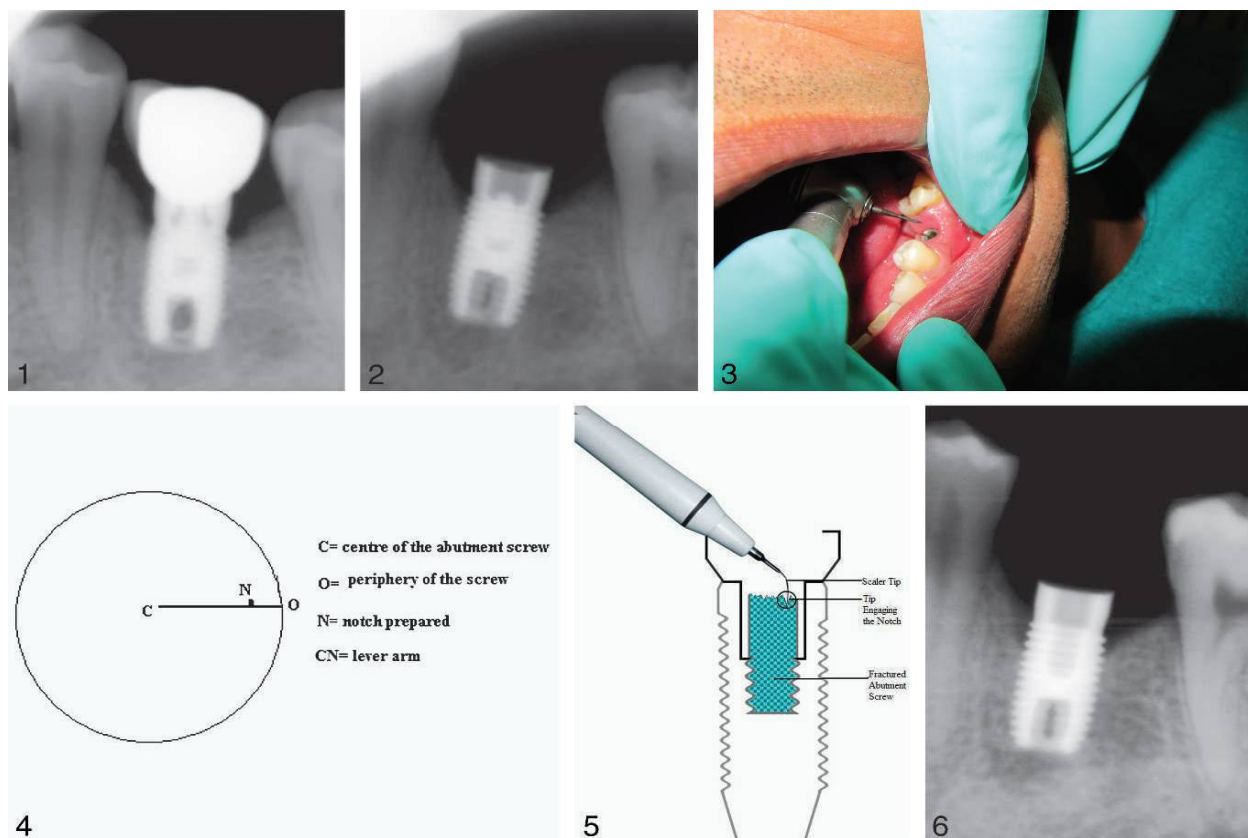 1
2
3
C= centre of the abutment screw
O= periphery of the screw
N= notch prepared
CN= lever arm
C
N
O
4
Scaler Tip
Tip
Engaging
the Notch
Fractured
Abutment
Screw
5
6